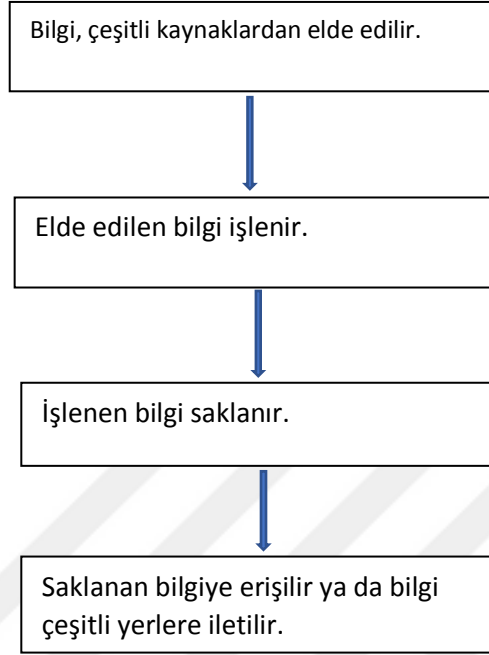 Bilgi, çeşitli kaynaklardan elde edilir.
Elde edilen bilgi işlenir.
İşlenen bilgi saklanır.
Saklanan bilgiye erişilir ya da bilgi
çeşitli yerlere iletilir.